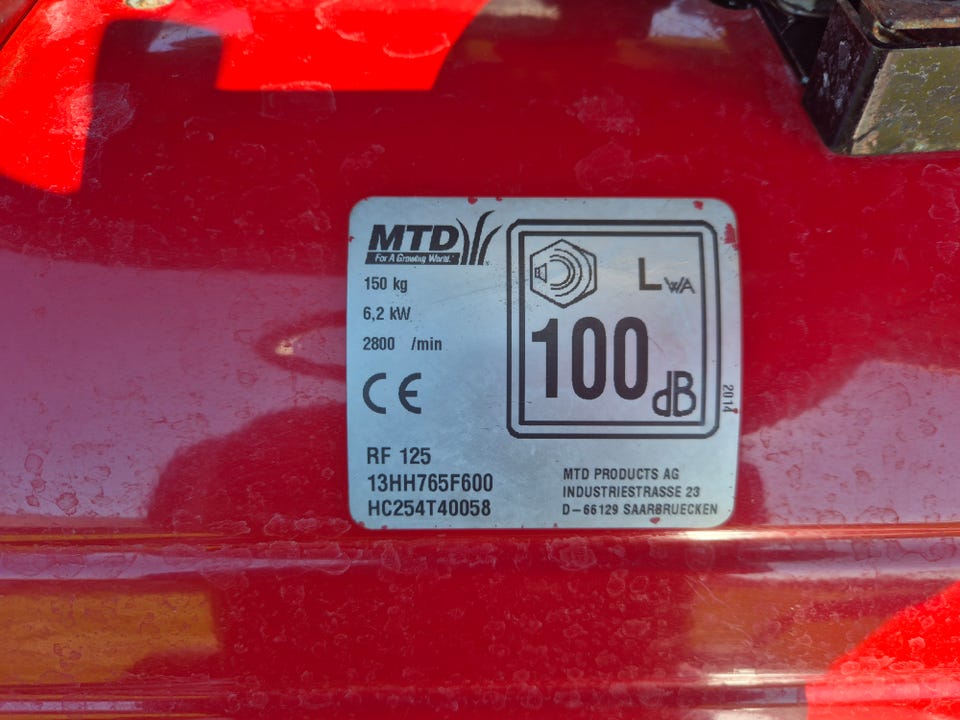 MTD
For A Growing World.
150 kg
6,2 kW
2800 /min
CE
LWA
100
dB
2014
RF 125
13HH765F600
HC254T40058
MTD PRODUCTS AG
INDUSTRIESTRASSE 23
D-66129 SAARBRUECKEN